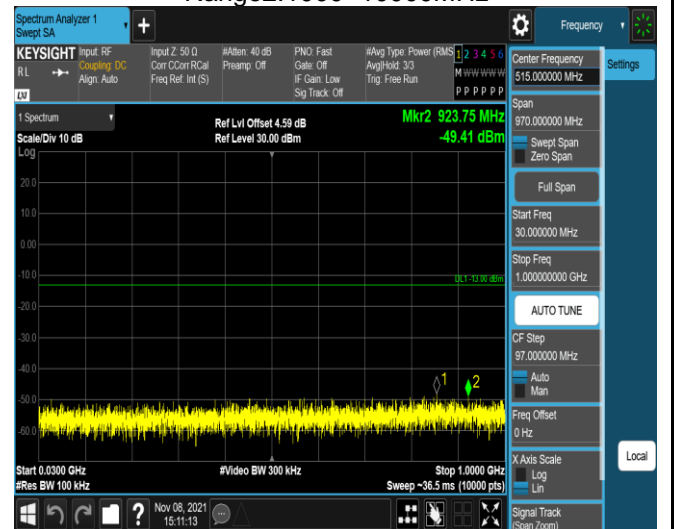 Spectrum Analyzer 1
Swept SA
+
Frequency
KEYSIGHT
RL
LXI
Input: RF
Coupling: DC
Align: Auto
Input Z: 50 Ω
Corr CCorr RCal
Freq Ref: Int (S)
#Atten: 40 dB
Preamp: Off
PNO: Fast
Gate: Off
IF Gain: Low
Sig Track: Off
#Avg Type: Power (RMS
Avg|Hold: 3/3
Trig: Free Run
1 2 3 4 5 6
M W W W W W
P P P P P P
1 Spectrum
Scale/Div 10 dB
Log
Ref Lvl Offset 4.59 dB
Ref Level 30.00 dBm
Mkr2 923.75 MHz
-49.41 dBm
20.0
10.0
0.00
-10.0
DL1 -13.00 dBm
-20.0
-30.0
-40.0
1
2
-50.0
-60.0
Start 0.0300 GHz
#Video BW 300 kHz
Stop 1.0000 GHz
#Res BW 100 kHz
Sweep ~36.5 ms (10000 pts)
Center Frequency
515.000000 MHz
Settings
Span
970.000000 MHz
Swept Span
Zero Span
Full Span
Start Freq
30.000000 MHz
Stop Freq
1.000000000 GHz
AUTO TUNE
CF Step
97.000000 MHz
Auto
Man
Freq Offset
0 Hz
X Axis Scale
Log
Lin
Local
Signal Track
(Span Zoom)
?
Nov 08, 2021
15:11:13